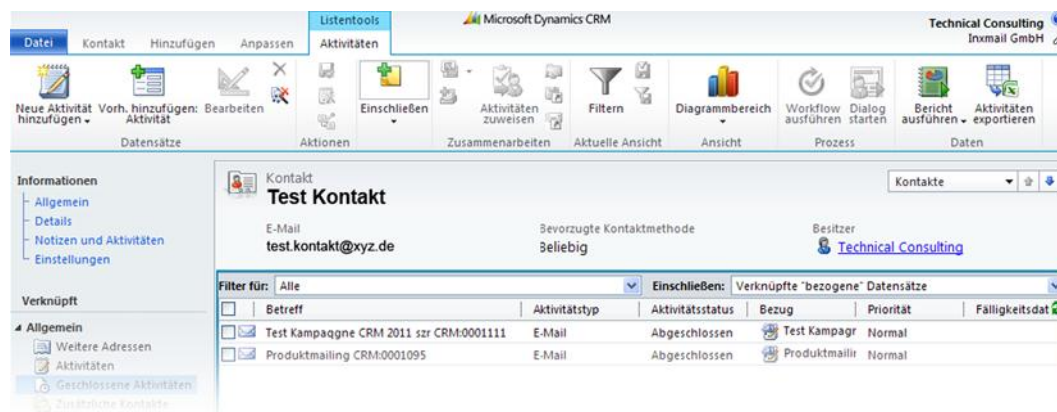 Listentools
Microsoft Dynamics CRM
Technical Consulting
Inxmail GmbH
Datei Kontakt Hinzufügen Anpassen Aktivitäten
Neue Aktivität hinzufügen
Vorh. hinzufügen: Aktivität
Bearbeiten
Einschließen
Aktivitäten zuweisen
Filtern
Diagrammbereich
Workflow ausführen
Dialog starten
Bericht ausführen
Aktivitäten exportieren
Datensätze Aktionen Zusammenarbeiten Aktuelle Ansicht Ansicht Prozess Daten
Informationen
Allgemein
Details
Notizen und Aktivitäten
Einstellungen
Verknüpft
Allgemein
Weitere Adressen
Aktivitäten
Geschlossene Aktivitäten
Zusätzliche Kontakte
Kontakt
Test Kontakt
Kontakte
E-Mail Bevorzugte Kontaktmethode Besitzer
test.kontakt@xyz.de Beliebig Technical Consulting
Filter für: Alle Einschließen: Verknüpfte "bezogene" Datensätze
Betreff Aktivitätstyp Aktivitätsstatus Bezug Priorität Fälligkeitsdat
Test Kampaqgne CRM 2011 szr CRM:0001111 E-Mail Abgeschlossen Test Kampagr Normal
Produktmailing CRM:0001095 E-Mail Abgeschlossen Produktmailir Normal